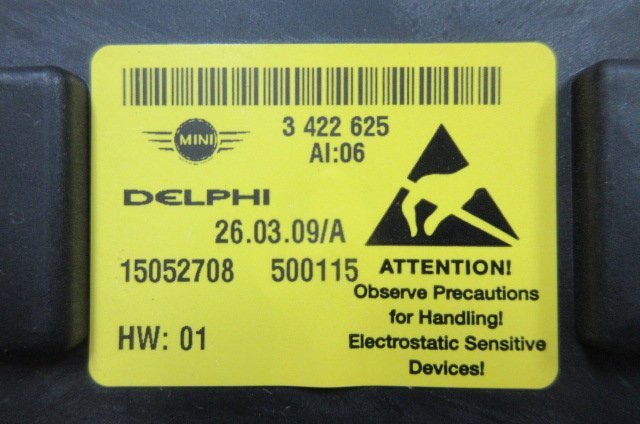 MINI
3 422 625
AI:06
DELPHI
26.03.09/A
15052708 500115
HW: 01
ATTENTION!
Observe Precautions
for Handling!
Electrostatic Sensitive
Devices!